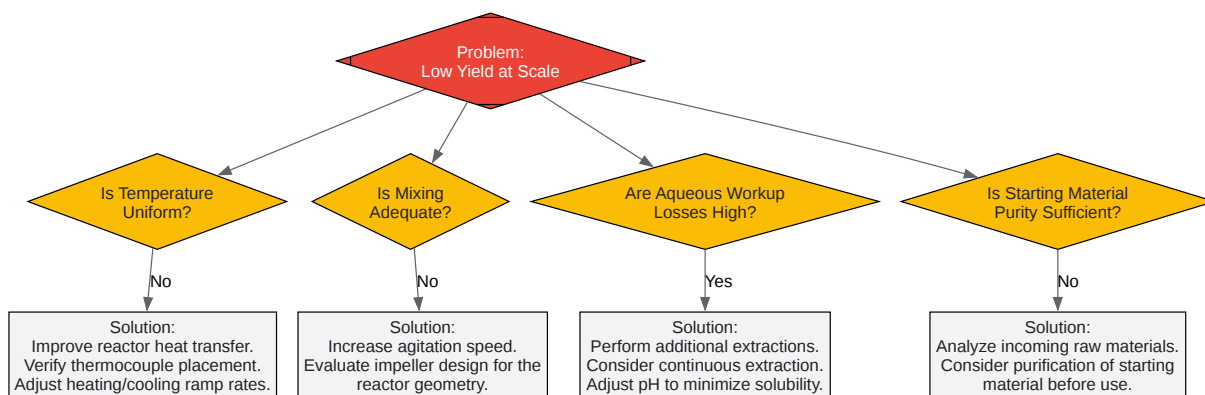 Problem:
Low Yield at Scale
Is Temperature
Uniform?
Is Mixing
Adequate?
Are Aqueous Workup
Losses High?
Is Starting Material
Purity Sufficient?
No
No
Yes
No
Solution:
Improve reactor heat transfer.
Verify thermocouple placement.
Adjust heating/cooling ramp rates.
Solution:
Increase agitation speed.
Evaluate impeller design for the
reactor geometry.
Solution:
Perform additional extractions.
Consider continuous extraction.
Adjust pH to minimize solubility.
Solution:
Analyze incoming raw materials.
Consider purification of starting
material before use.